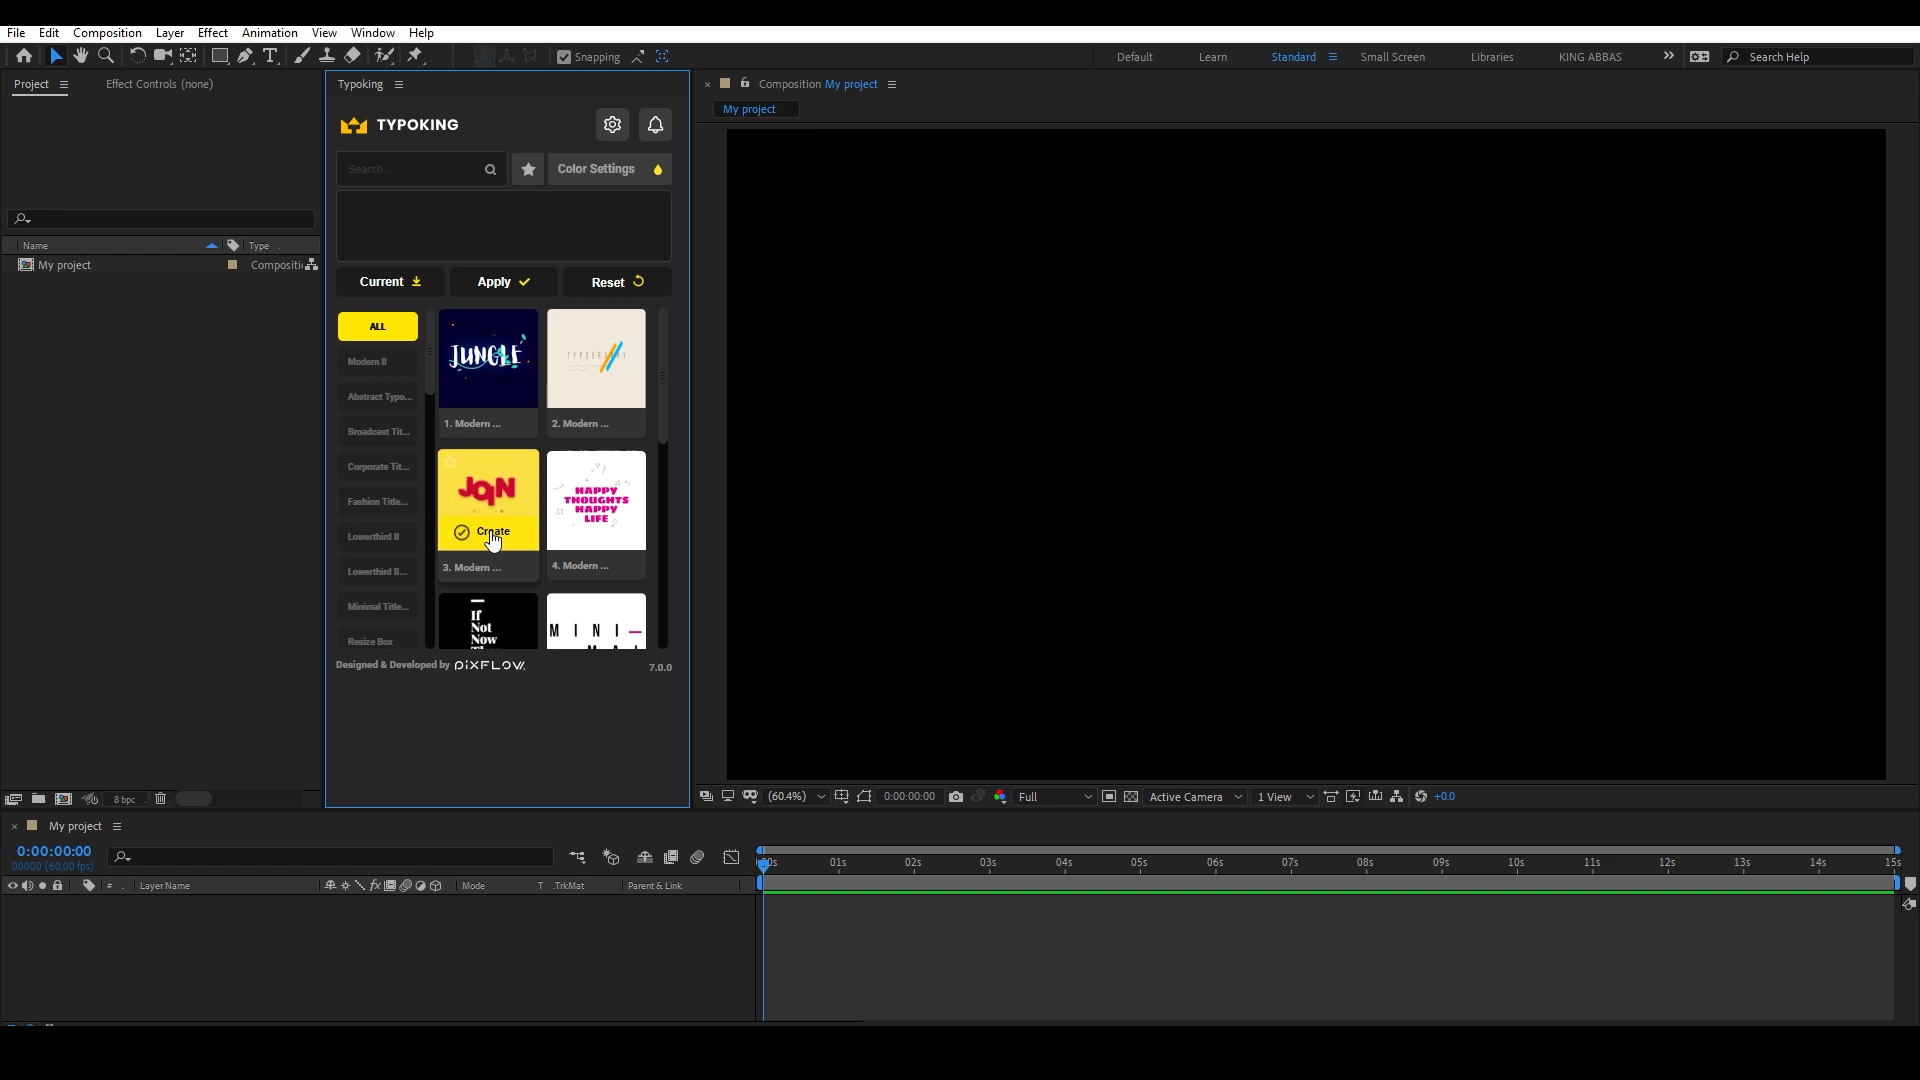 File Edit Composition Layer Effect Animation View Window Help
Snapping
Default Learn Standard Small Screen Libraries KING ABBAS Search Help
Project Effect Controls (none)
Typoking
Composition My project
My project
TYPOKING
Search...
Color Settings
Name Type
My project Compositi
Current Apply Reset
ALL
Modern II
Abstract Typo...
Broadcast Tit...
Corporate Tit...
Fashion Title...
Lowerthird II
Lowerthird II...
Minimal Title...
Resize Box
JUNGLE
TYPOGRAPHY
1. Modern ...
2. Modern ...
JOIN
Create
HAPPY
THOUGHTS
HAPPY
LIFE
3. Modern ...
4. Modern ...
If
Not
Now
MINI
Designed & Developed by PIXFLOW.
7.0.0
8 bpc
(60.4%) 0:00:00:00 Full Active Camera 1 View +0.0
My project
0:00:00:00
00000 (60.00 fps)
# Layer Name fx Mode T .TrkMat Parent & Link
00s 01s 02s 03s 04s 05s 06s 07s 08s 09s 10s 11s 12s 13s 14s 15s